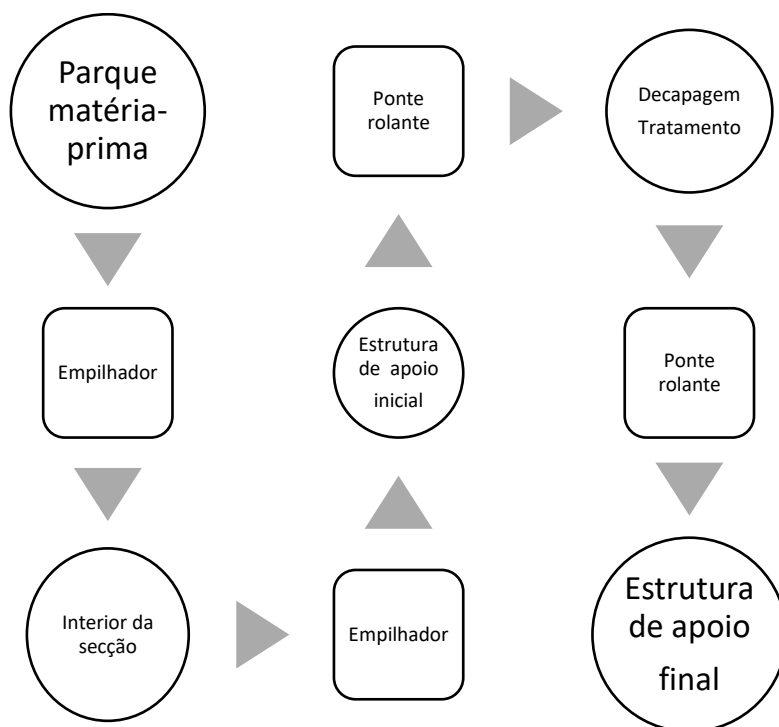 Parque
matéria-
prima
Empilhador
Interior da
secção
Empilhador
Estrutura
de apoio
inicial
Ponte
rolante
Decapagem
Tratamento
Ponte
rolante
Estrutura
de apoio
final